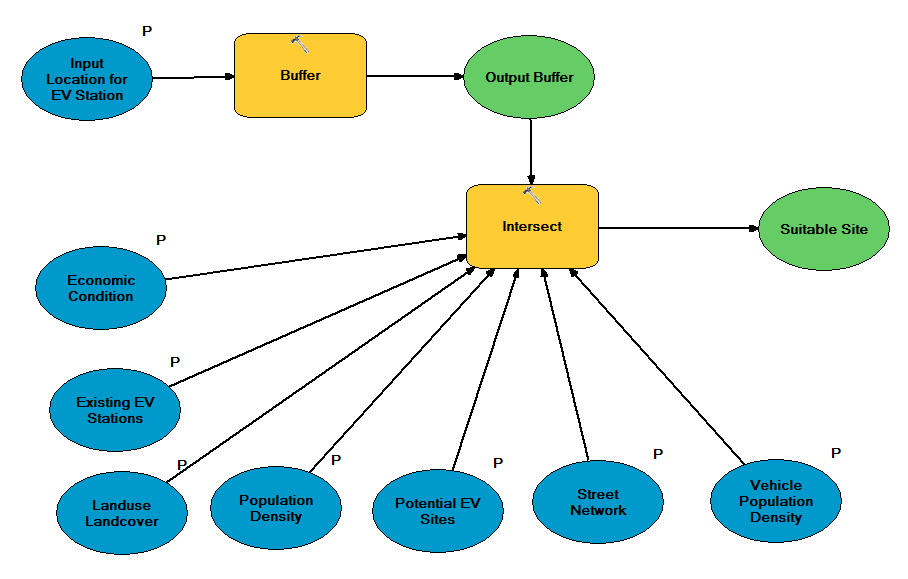 P
Input
Location for
EV Station
Buffer
Output Buffer
Intersect
Suitable Site
P
Economic
Condition
P
Existing EV
Stations
P
Landuse
Landcover
P
Population
Density
P
Potential EV
Sites
P
Street
Network
P
Vehicle
Population
Density